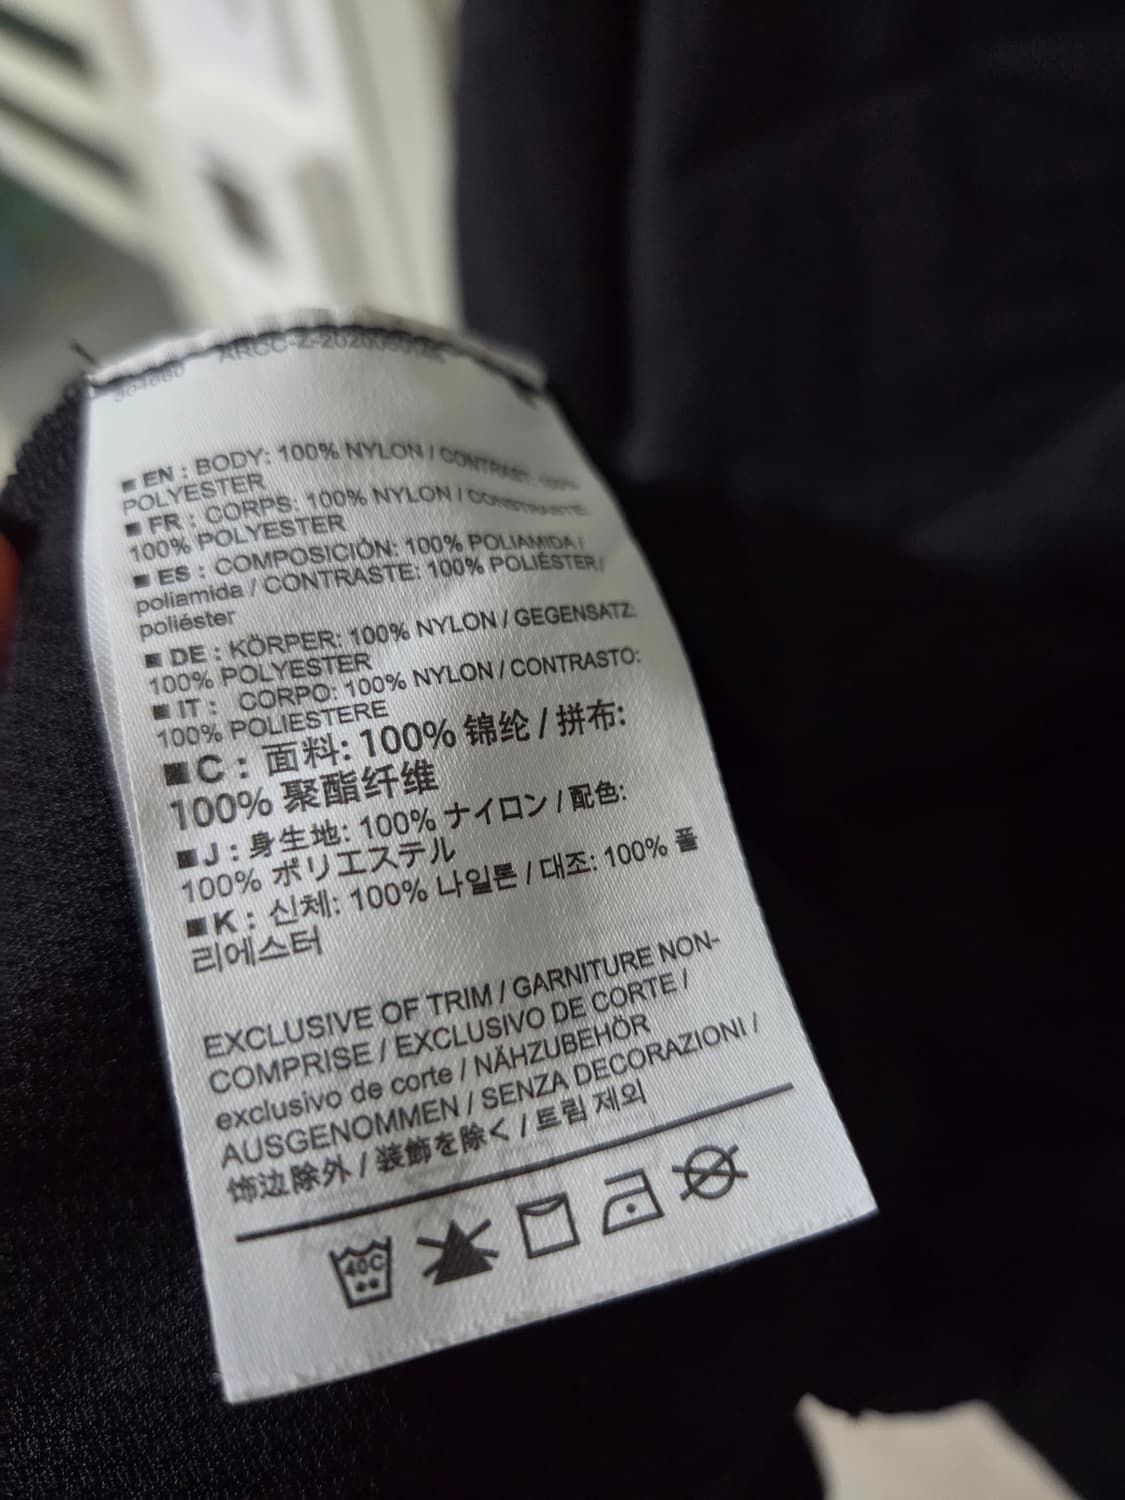 ■ EN : BODY: 100% NYLON / CONTRAST: 100%
POLYESTER
■ FR : CORPS: 100% NYLON / CONSTRASTE:
100% POLYESTER
■ ES : COMPOSICIÓN: 100% POLIAMIDA /
poliamida / CONTRASTE: 100% POLIÉSTER/
poliéster
■ DE : KÖRPER: 100% NYLON / GEGENSATZ:
100% POLYESTER
■ IT : CORPO: 100% NYLON / CONTRASTO:
100% POLIESTERE
■ C : 面料: 100% 锦纶 / 拼布:
100% 聚酯纤维
■ J : 身生地: 100% ナイロン / 配色:
100% ポリエステル
■ K : 신체: 100% 나일론 / 대조: 100% 폴
리에스터
EXCLUSIVE OF TRIM / GARNITURE NON-
COMPRISE / EXCLUSIVO DE CORTE /
exclusivo de corte / NÄHZUBEHÖR
AUSGENOMMEN / SENZA DECORAZIONI /
饰边除外 / 装飾を除く / 트림 제외
40C